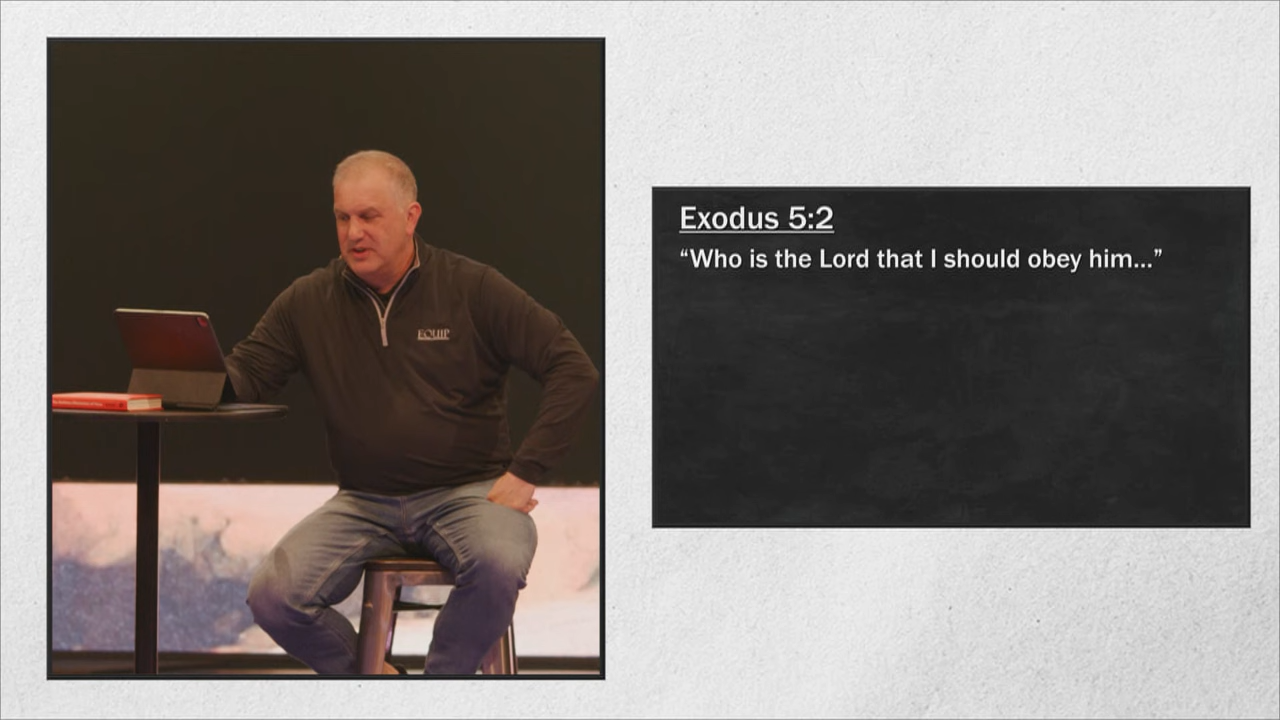 EQUIP
Exodus 5:2
“Who is the Lord that I should obey him...”